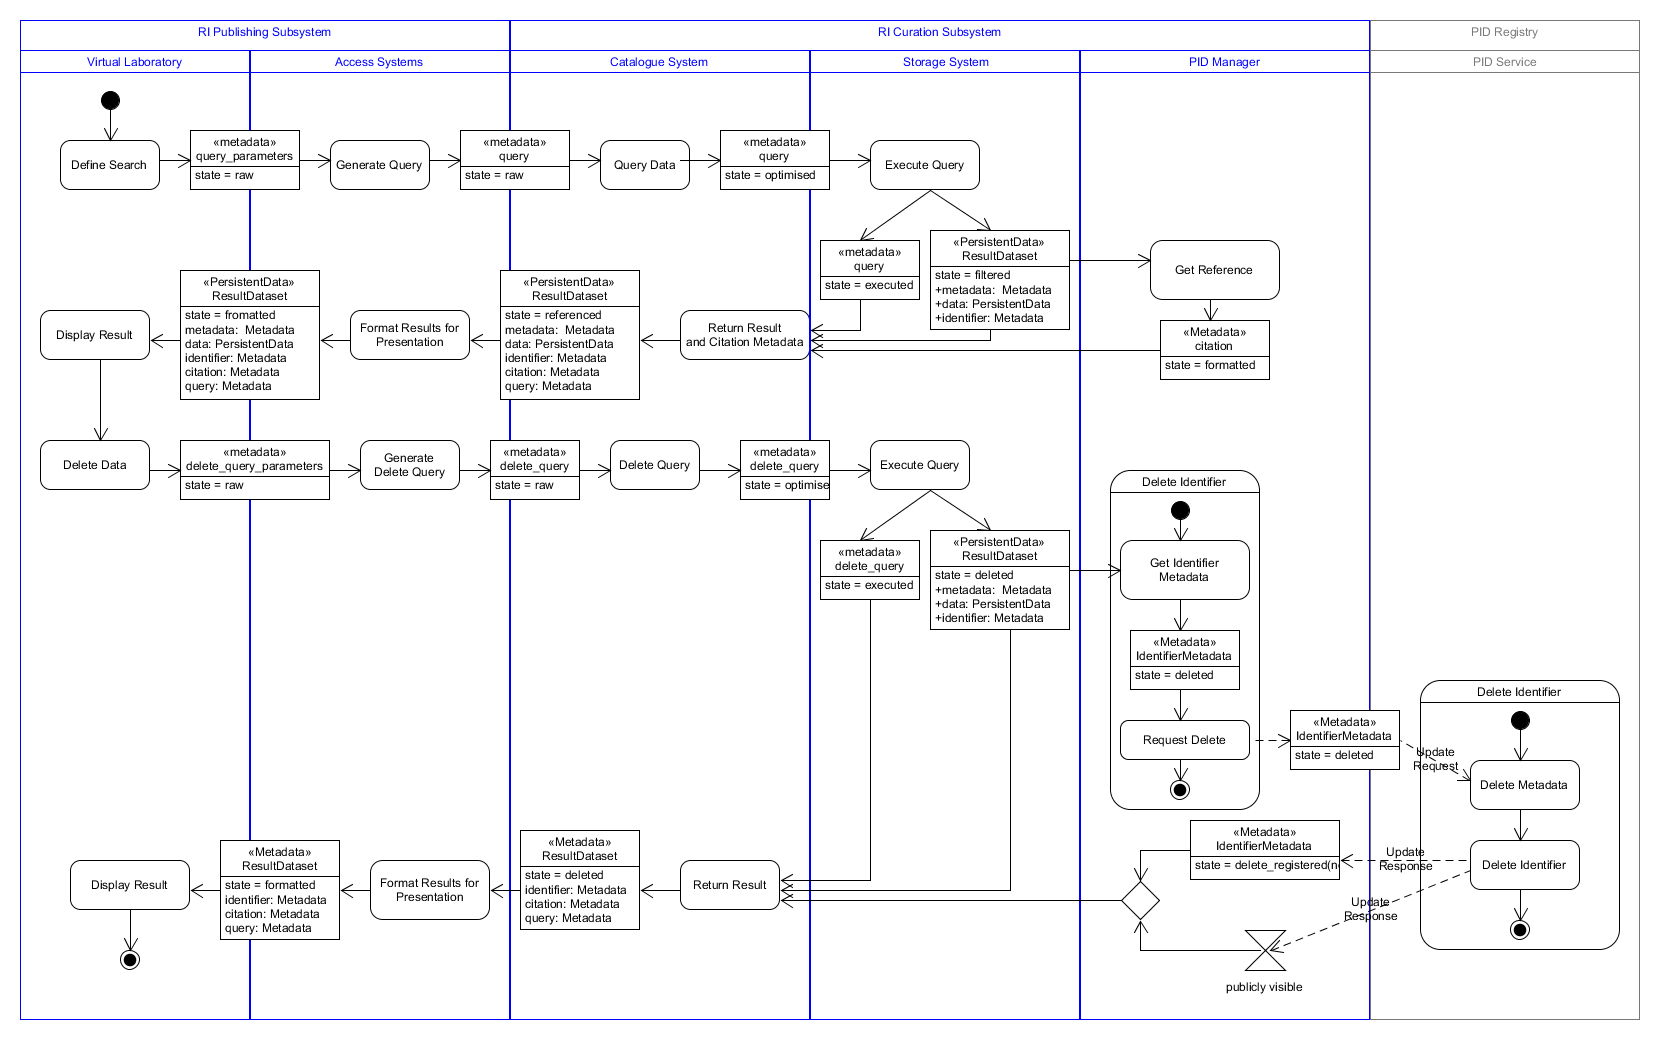 RI Publishing Subsystem
RI Curation Subsystem
PID Registry
Virtual Laboratory
Access Systems
Catalogue System
Storage System
PID Manager
PID Service
Define Search
«metadata»
query_parameters
state = raw
Generate Query
«metadata»
query
state = raw
Query Data
«metadata»
query
state = optimised
Execute Query
«metadata»
query
state = executed
«PersistentData»
ResultDataset
state = filtered
+metadata: Metadata
+data: PersistentData
+identifier: Metadata
Get Reference
«Metadata»
citation
state = formatted
Return Result
and Citation Metadata
«PersistentData»
ResultDataset
state = referenced
metadata: Metadata
data: PersistentData
identifier: Metadata
citation: Metadata
query: Metadata
Format Results for
Presentation
«PersistentData»
ResultDataset
state = fromatted
metadata: Metadata
data: PersistentData
identifier: Metadata
citation: Metadata
query: Metadata
Display Result
Delete Data
«metadata»
delete_query_parameters
state = raw
Generate
Delete Query
«metadata»
delete_query
state = raw
Delete Query
«metadata»
delete_query
state = optimise
Execute Query
«metadata»
delete_query
state = executed
«PersistentData»
ResultDataset
state = deleted
+metadata: Metadata
+data: PersistentData
+identifier: Metadata
Delete Identifier
Get Identifier
Metadata
«Metadata»
IdentifierMetadata
state = deleted
Request Delete
«Metadata»
IdentifierMetadata
state = deleted
Update
Request
Delete Identifier
Delete Metadata
Delete Identifier
Update
Response
Update
Response
«Metadata»
IdentifierMetadata
state = delete_registered(n
publicly visible
Return Result
«Metadata»
ResultDataset
state = deleted
identifier: Metadata
citation: Metadata
query: Metadata
Format Results for
Presentation
«Metadata»
ResultDataset
state = formatted
identifier: Metadata
citation: Metadata
query: Metadata
Display Result